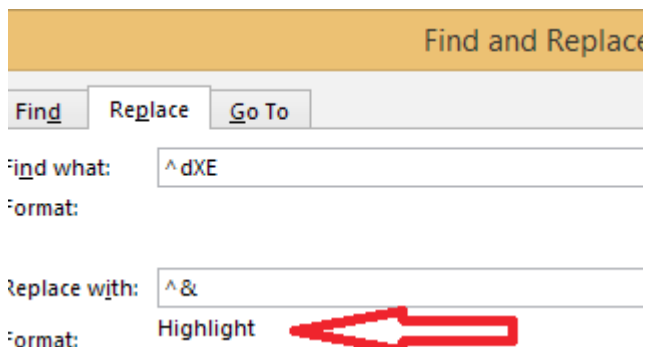 Find and Replace
Find Replace Go To
Find what: ^dXE
Format:
Replace with: ^&
Format: Highlight